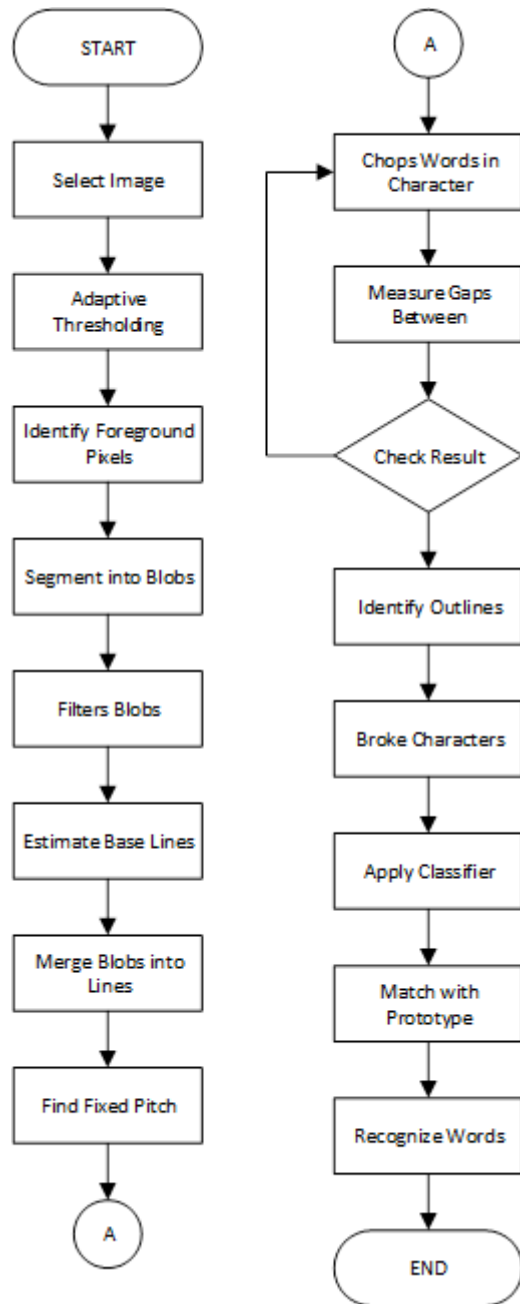 START
Select Image
Adaptive
Thresholding
Identify Foreground
Pixels
Segment into Blobs
Filters Blobs
Estimate Base Lines
Merge Blobs into
Lines
Find Fixed Pitch
A
A
Chops Words in
Character
Measure Gaps
Between
Check Result
Identify Outlines
Broke Characters
Apply Classifier
Match with
Prototype
Recognize Words
END